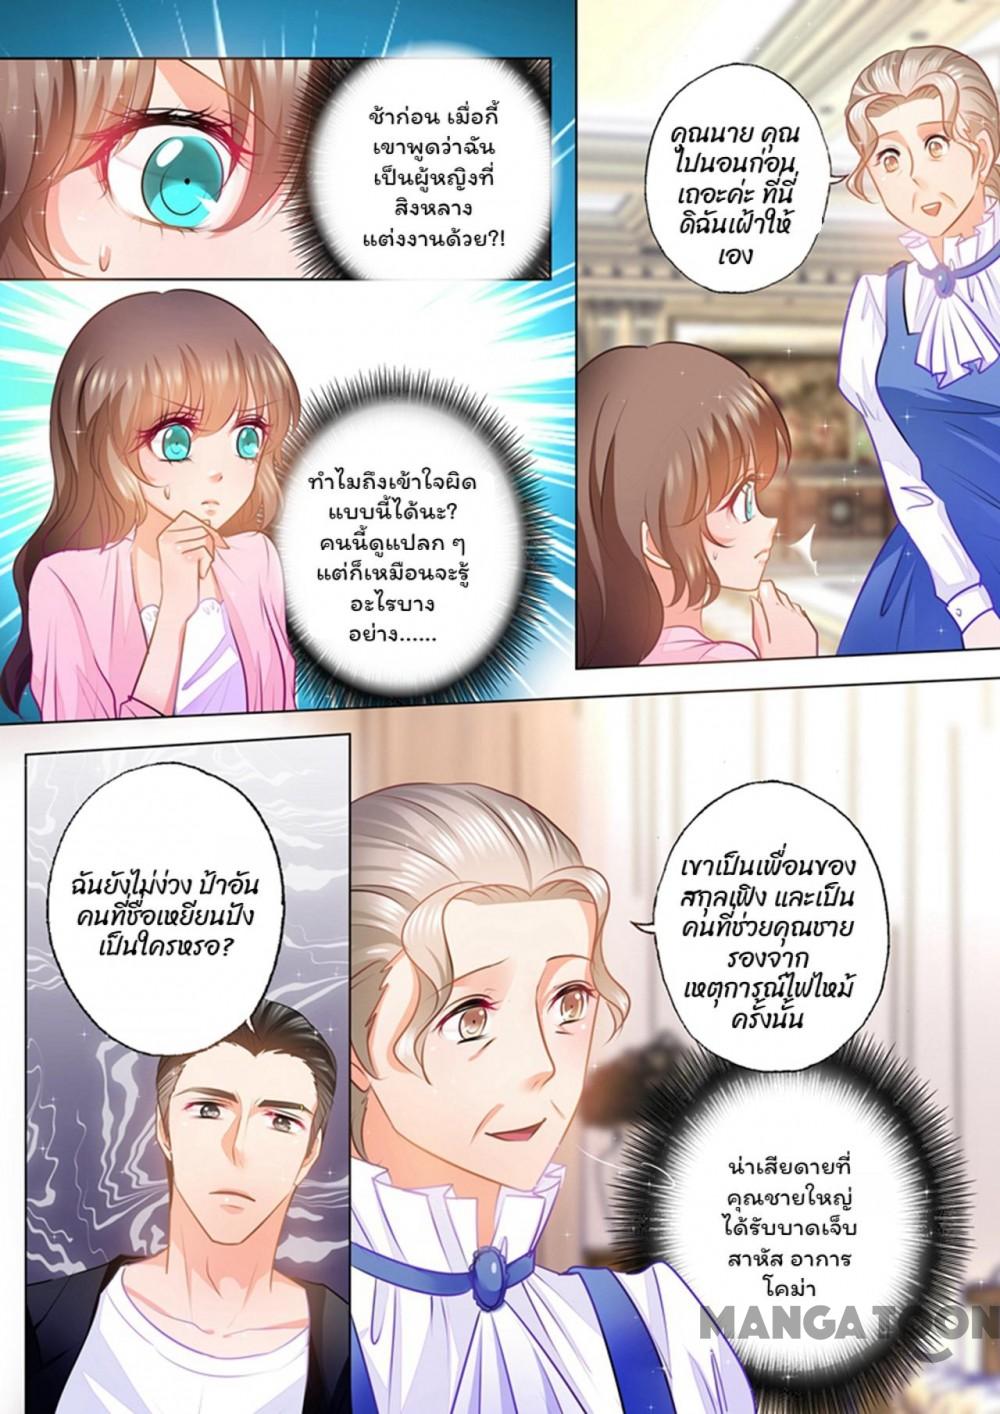 ช้าก่อน เมื่อกี้
เขาพูดว่าฉัน
เป็นผู้หญิงที่
สิงหลาง
แต่งงานด้วย?!
ทำไมถึงเข้าใจผิด
แบบนี้ได้นะ?
คนนี้ดูแปลก ๆ
แต่ก็เหมือนจะรู้
อะไรบาง
อย่าง......
คุณนาย คุณ
ไปนอนก่อน
เถอะค่ะ ที่นี่
ดิฉันเฝ้าให้
เอง
ฉันยังไม่ง่วง ป้าอัน
คนที่ชื่อเหยียนปัง
เป็นใครหรอ?
เขาเป็นเพื่อนของ
สกุลเฟิง และเป็น
คนที่ช่วยคุณชาย
รองจาก
เหตุการณ์ไฟไหม้
ครั้งนั้น
น่าเสียดายที่
คุณชายใหญ่
ได้รับบาดเจ็บ
สาหัส อาการ
โคม่า
MANGATOON